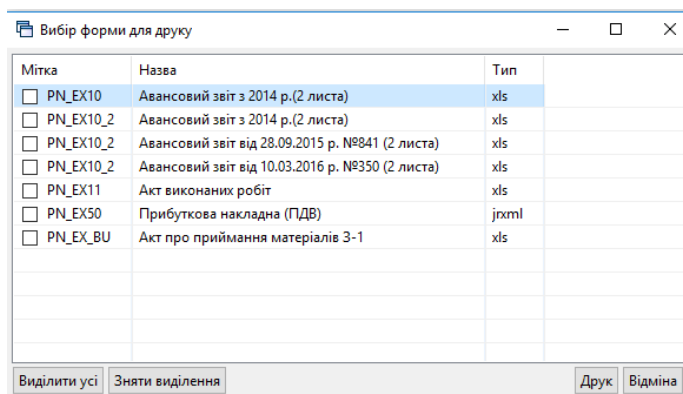 Вибір форми для друку
Мітка Назва Тип
PN_EX10 Авансовий звіт з 2014 р.(2 листа) xls
PN_EX10_2 Авансовий звіт з 2014 р.(2 листа) xls
PN_EX10_2 Авансовий звіт від 28.09.2015 р. №841 (2 листа) xls
PN_EX10_2 Авансовий звіт від 10.03.2016 р. №350 (2 листа) xls
PN_EX11 Акт виконаних робіт xls
PN_EX50 Прибуткова накладна (ПДВ) jrxml
PN_EX_BU Акт про приймання матеріалів З-1 xls
Виділити усі Зняти виділення Друк Відміна